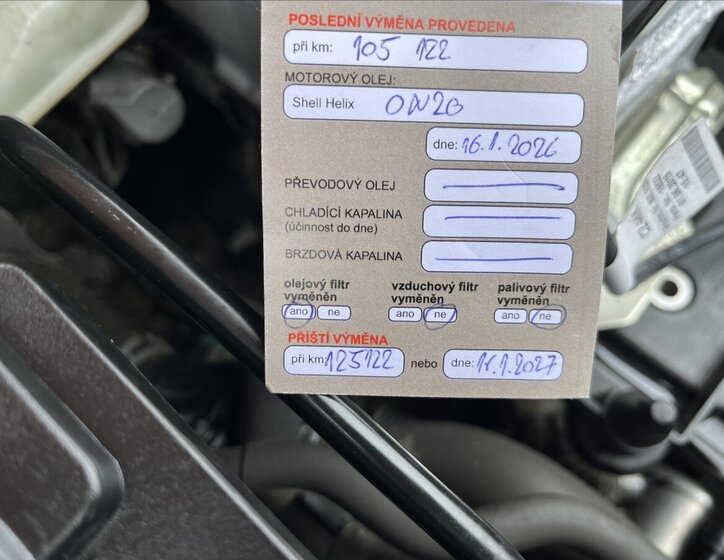 POSLEDNÍ VÝMĚNA PROVEDENA
při km: 105 122
MOTOROVÝ OLEJ:
Shell Helix 0W20
dne: 16.1.2026
PŘEVODOVÝ OLEJ
CHLADÍCÍ KAPALINA
(účinnost do dne)
BRZDOVÁ KAPALINA
olejový filtr vyměněn ano ne
vzduchový filtr vyměněn ano ne
palivový filtr vyměněn ano ne
PŘÍŠTÍ VÝMĚNA
při km: 125122 nebo dne: 16.1.2027